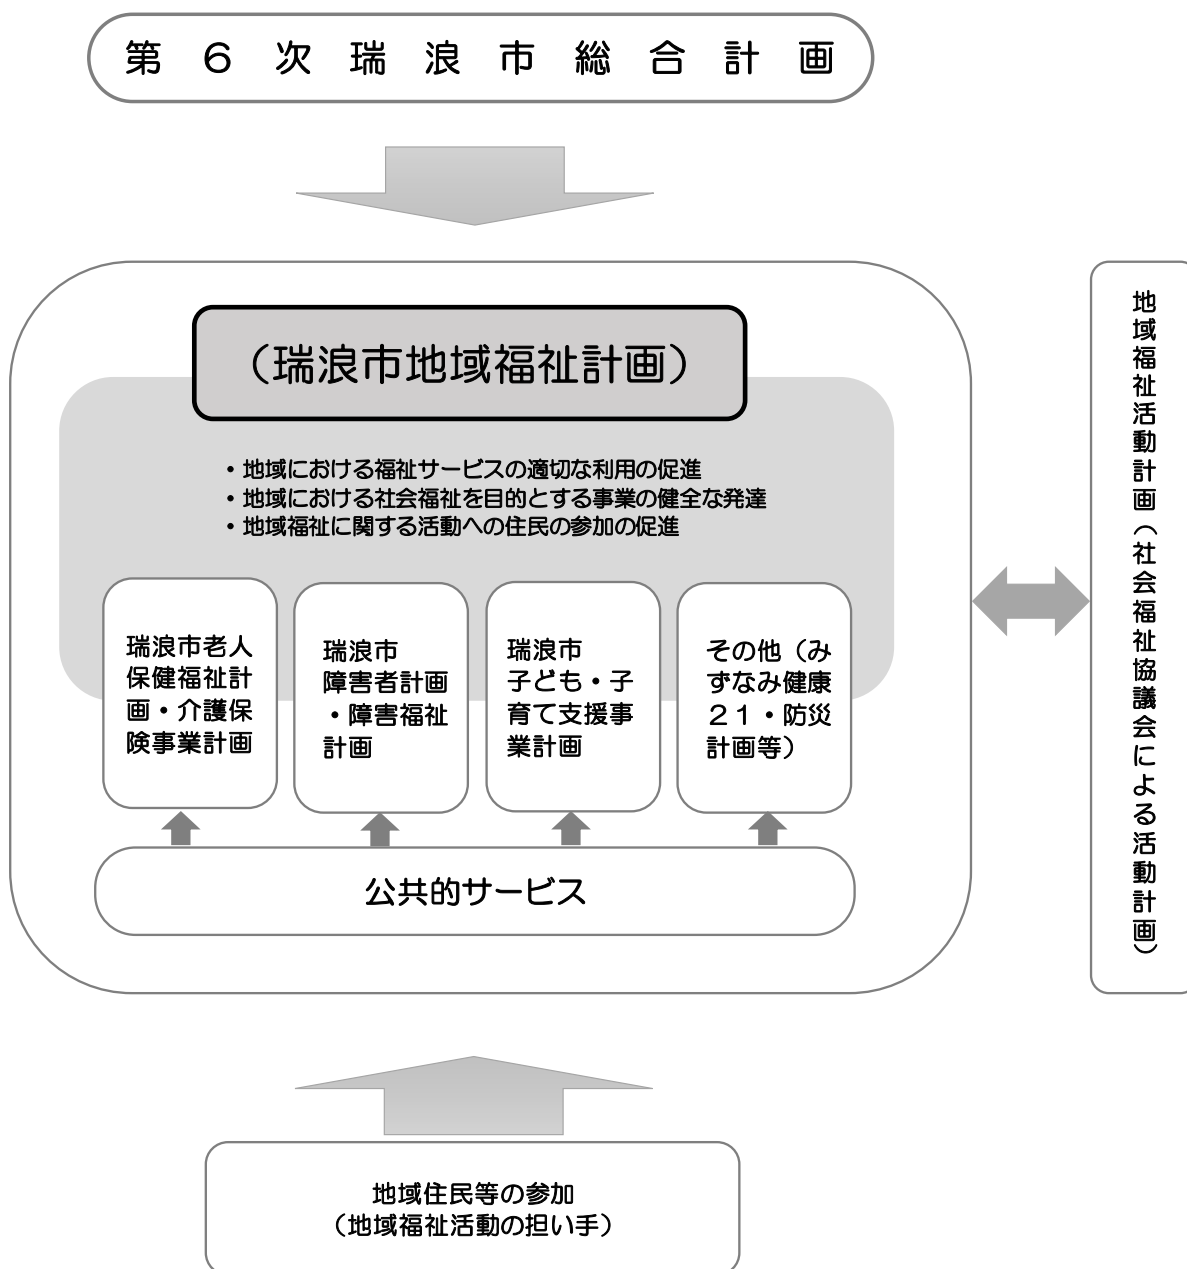 第６次瑞浪市総合計画
（瑞浪市地域福祉計画）
・地域における福祉サービスの適切な利用の促進
・地域における社会福祉を目的とする事業の健全な発達
・地域福祉に関する活動への住民の参加の促進
瑞浪市老人
保健福祉計
画・介護保
険事業計画
瑞浪市
障害者計画
・障害福祉
計画
瑞浪市
子ども・子
育て支援事
業計画
その他（み
ずなみ健康
２１・防災
計画等）
公共的サービス
地域福祉活動計画（社会福祉協議会による活動計画）
地域住民等の参加
（地域福祉活動の担い手）